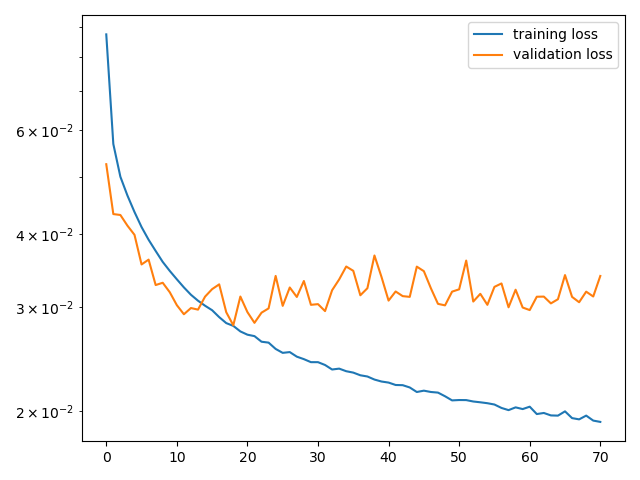 training loss
validation loss
6 × 10⁻²
4 × 10⁻²
3 × 10⁻²
2 × 10⁻²
0 10 20 30 40 50 60 70